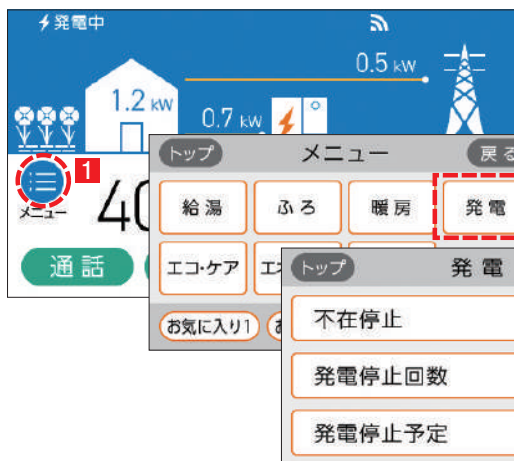 発電中
0.5 kW
1.2 kW
0.7 kW
1
メニュー
40
通話
トップ
メニュー
戻る
給湯
ふろ
暖房
発電
エコ・ケア
エネ
お気に入り1
お
トップ
発電
不在停止
発電停止回数
発電停止予定